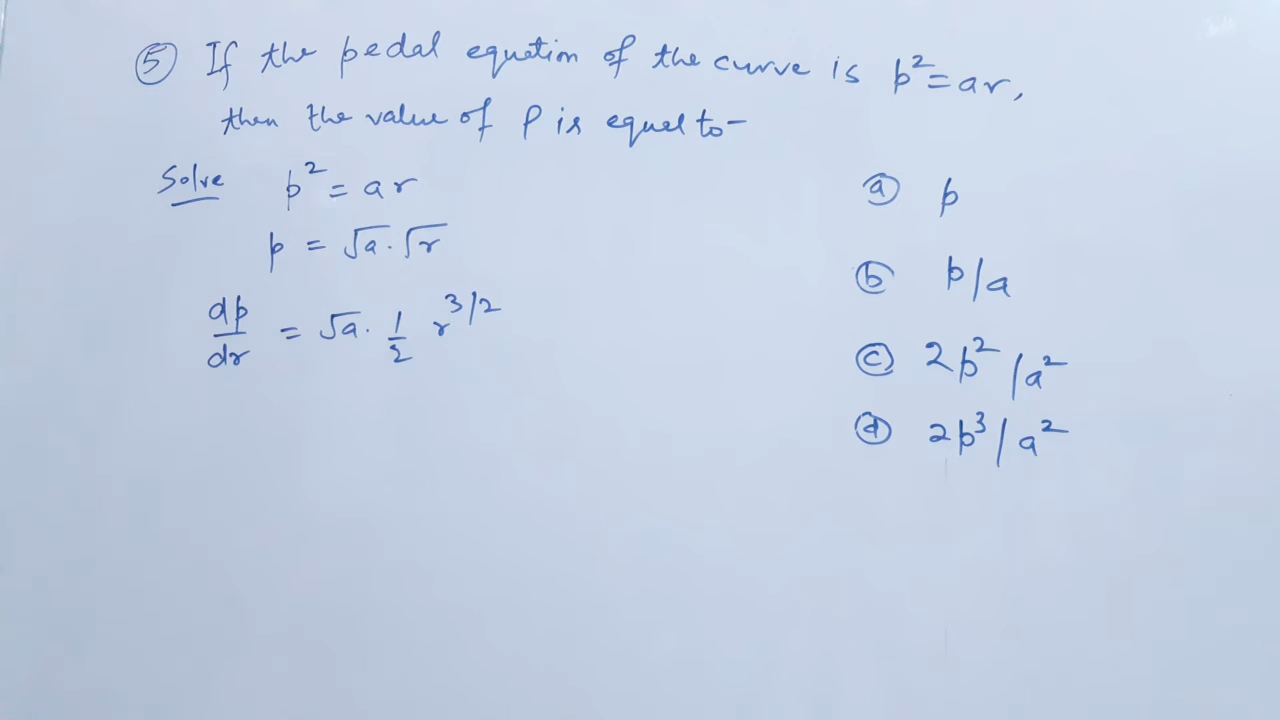 ⑤ If the pedal equation of the curve is p² = ar,
then the value of ρ is equal to -
Solve p² = ar
p = √a . √r
dp/dr = √a . 1/2 r^3/2
ⓐ p
ⓑ p/a
ⓒ 2p²/a²
ⓓ 2p³/a²